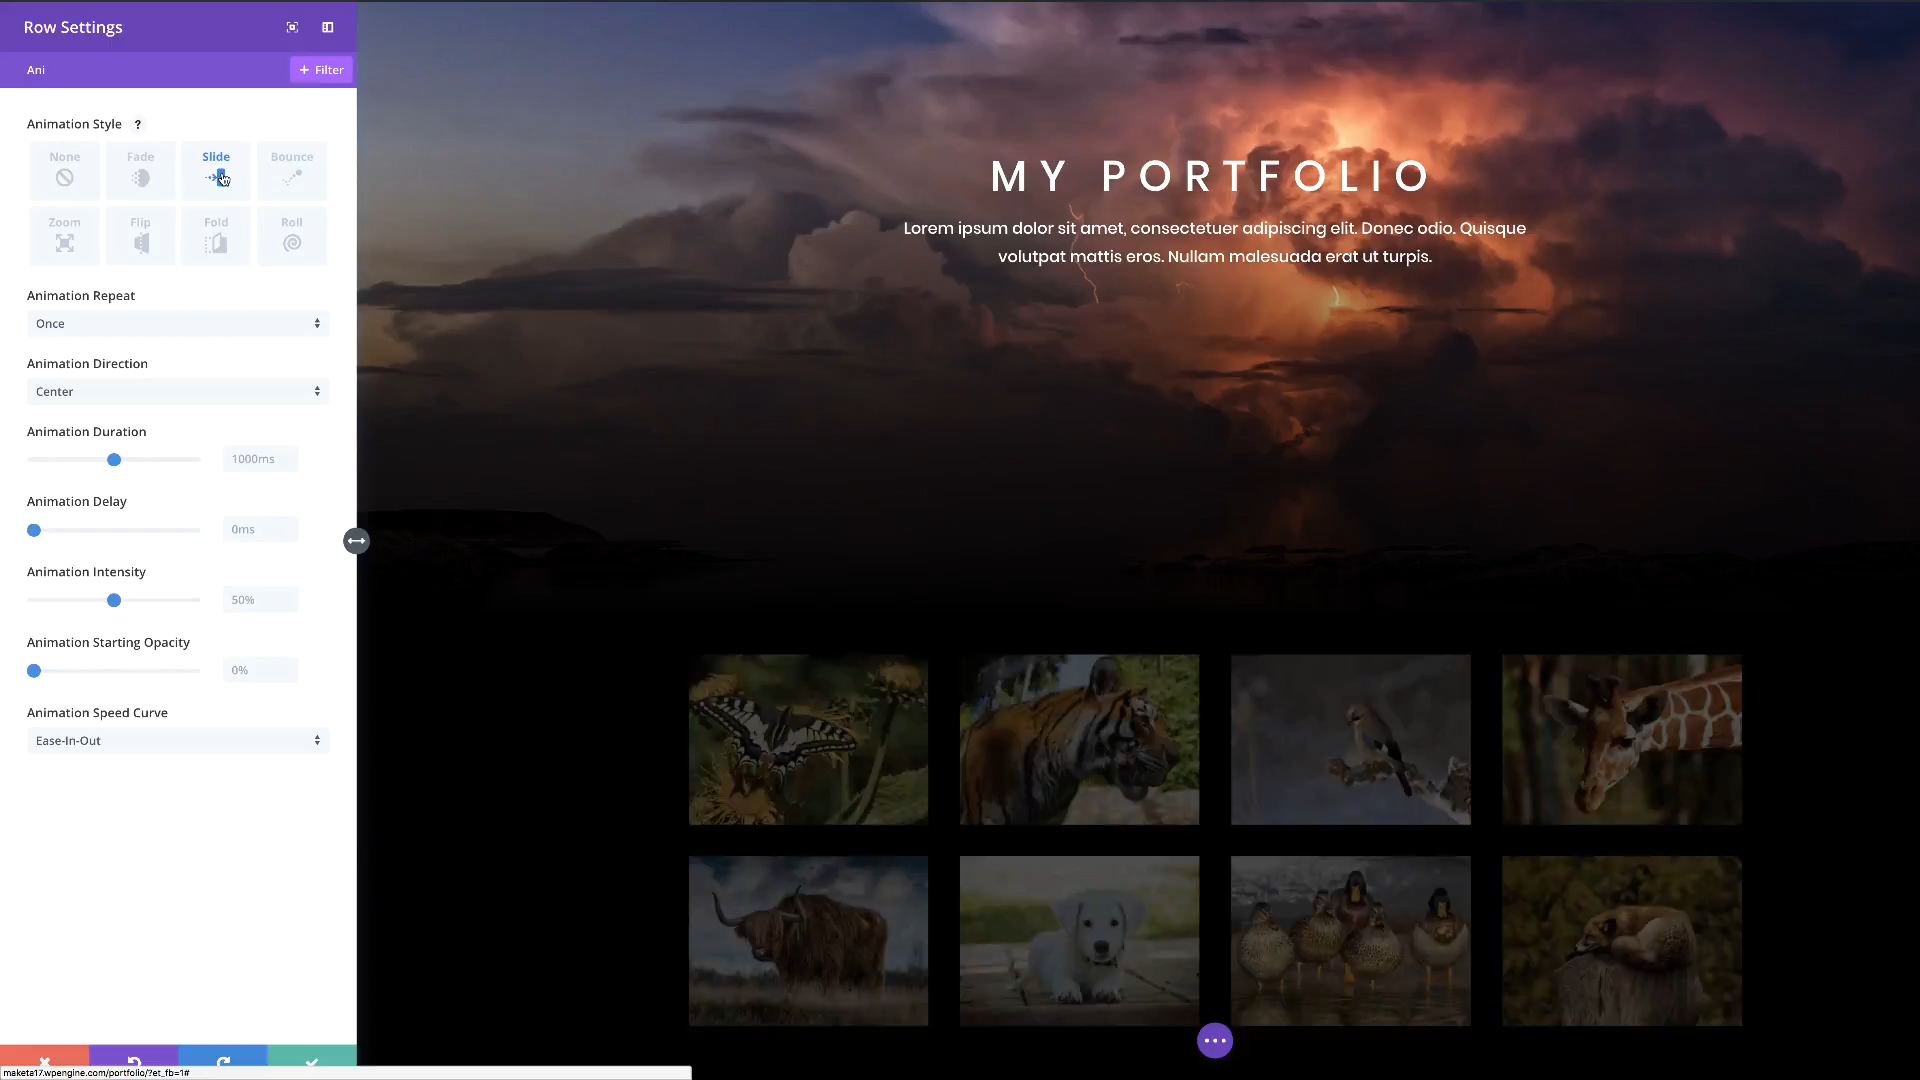 Row Settings
Ani
+ Filter
Animation Style ?
None
Fade
Slide
Bounce
Zoom
Flip
Fold
Roll
Animation Repeat
Once
Animation Direction
Center
Animation Duration
1000ms
Animation Delay
0ms
Animation Intensity
50%
Animation Starting Opacity
0%
Animation Speed Curve
Ease-In-Out
MY PORTFOLIO
Lorem ipsum dolor sit amet, consectetuer adipiscing elit. Donec odio. Quisque
volutpat mattis eros. Nullam malesuada erat ut turpis.
maketa17.wpengine.com/portfolio/?et_fb=1#